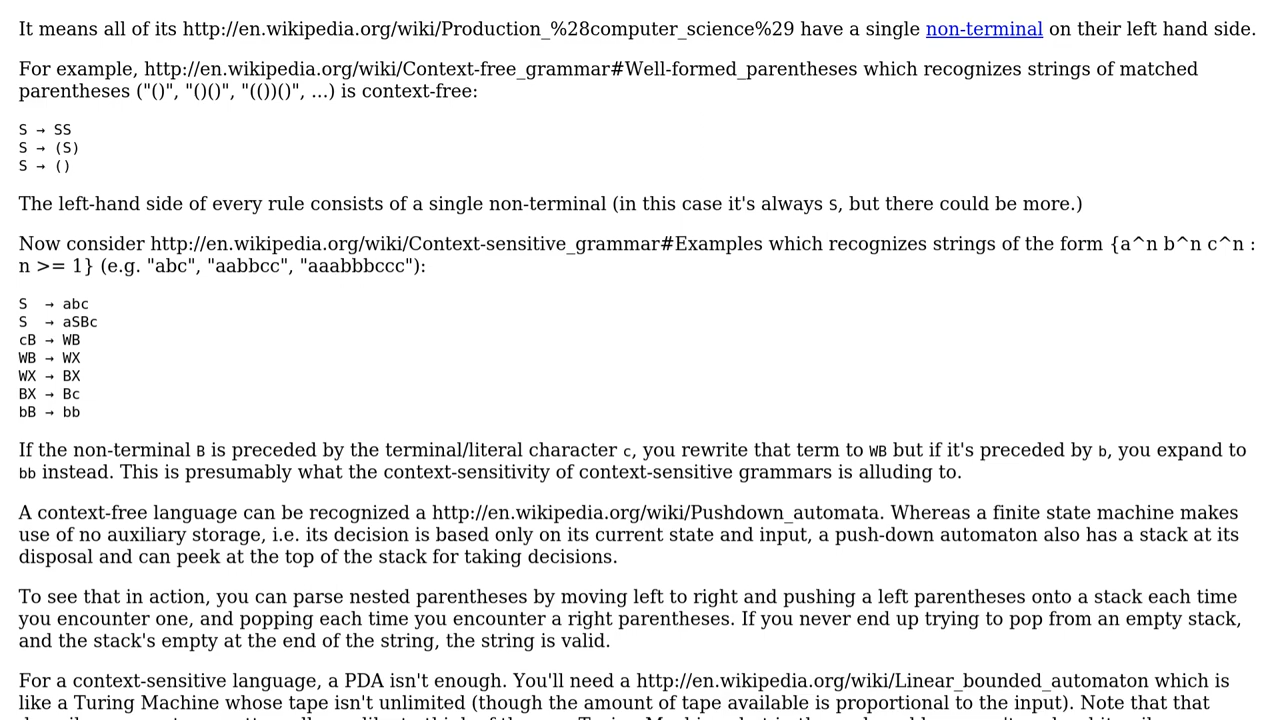 It means all of its http://en.wikipedia.org/wiki/Production_%28computer_science%29 have a single non-terminal on their left hand side.
For example, http://en.wikipedia.org/wiki/Context-free_grammar#Well-formed_parentheses which recognizes strings of matched
parentheses ("()", "()()", "(())()", ...) is context-free:
S → SS
S → (S)
S → ()
The left-hand side of every rule consists of a single non-terminal (in this case it's always S, but there could be more.)
Now consider http://en.wikipedia.org/wiki/Context-sensitive_grammar#Examples which recognizes strings of the form {a^n b^n c^n :
n >= 1} (e.g. "abc", "aabbcc", "aaabbbccc"):
S  → abc
S  → aSBc
cB → WB
WB → WX
WX → BX
BX → Bc
bB → bb
If the non-terminal B is preceded by the terminal/literal character c, you rewrite that term to WB but if it's preceded by b, you expand to
bb instead. This is presumably what the context-sensitivity of context-sensitive grammars is alluding to.
A context-free language can be recognized a http://en.wikipedia.org/wiki/Pushdown_automata. Whereas a finite state machine makes
use of no auxiliary storage, i.e. its decision is based only on its current state and input, a push-down automaton also has a stack at its
disposal and can peek at the top of the stack for taking decisions.
To see that in action, you can parse nested parentheses by moving left to right and pushing a left parentheses onto a stack each time
you encounter one, and popping each time you encounter a right parentheses. If you never end up trying to pop from an empty stack,
and the stack's empty at the end of the string, the string is valid.
For a context-sensitive language, a PDA isn't enough. You'll need a http://en.wikipedia.org/wiki/Linear_bounded_automaton which is
like a Turing Machine whose tape isn't unlimited (though the amount of tape available is proportional to the input). Note that that